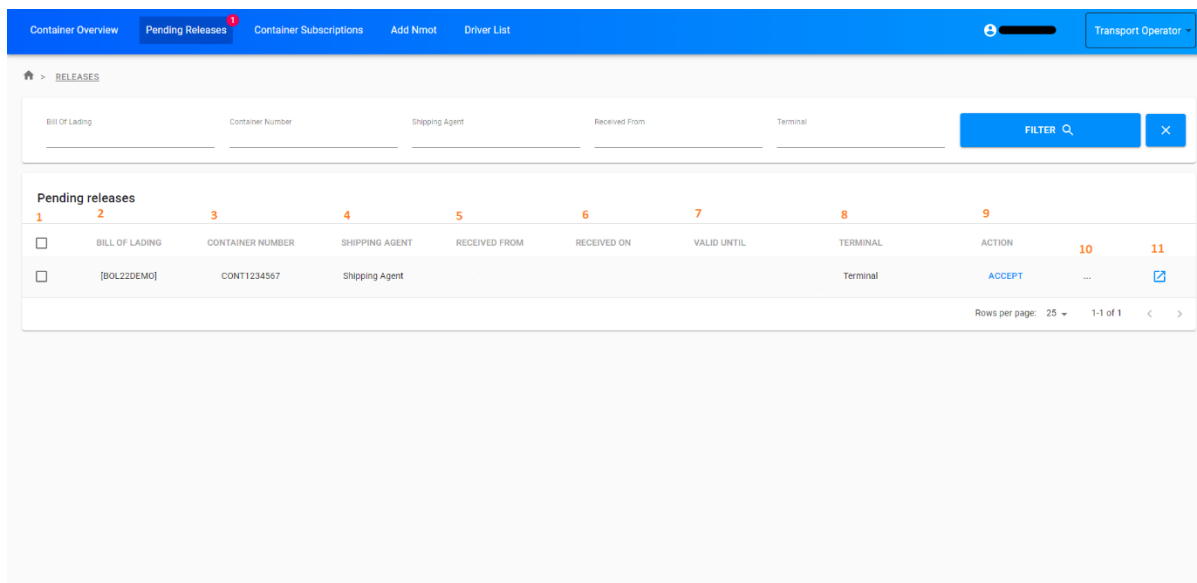 Container Overview Pending Releases 1 Container Subscriptions Add Nmot Driver List Transport Operator
> RELEASES
Bill Of Lading Container Number Shipping Agent Received From Terminal FILTER
Pending releases
1 2 3 4 5 6 7 8 9
BILL OF LADING CONTAINER NUMBER SHIPPING AGENT RECEIVED FROM RECEIVED ON VALID UNTIL TERMINAL ACTION 10 11
[BOL22DEMO] CONT1234567 Shipping Agent Terminal ACCEPT ...
Rows per page: 25 1-1 of 1 < >